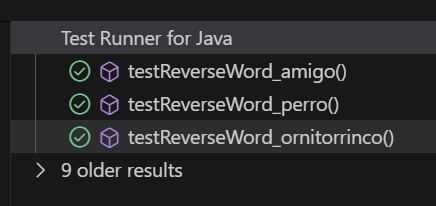 Test Runner for Java
testReverseWord_amigo()
testReverseWord_perro()
testReverseWord_ornitorrinco()
9 older results